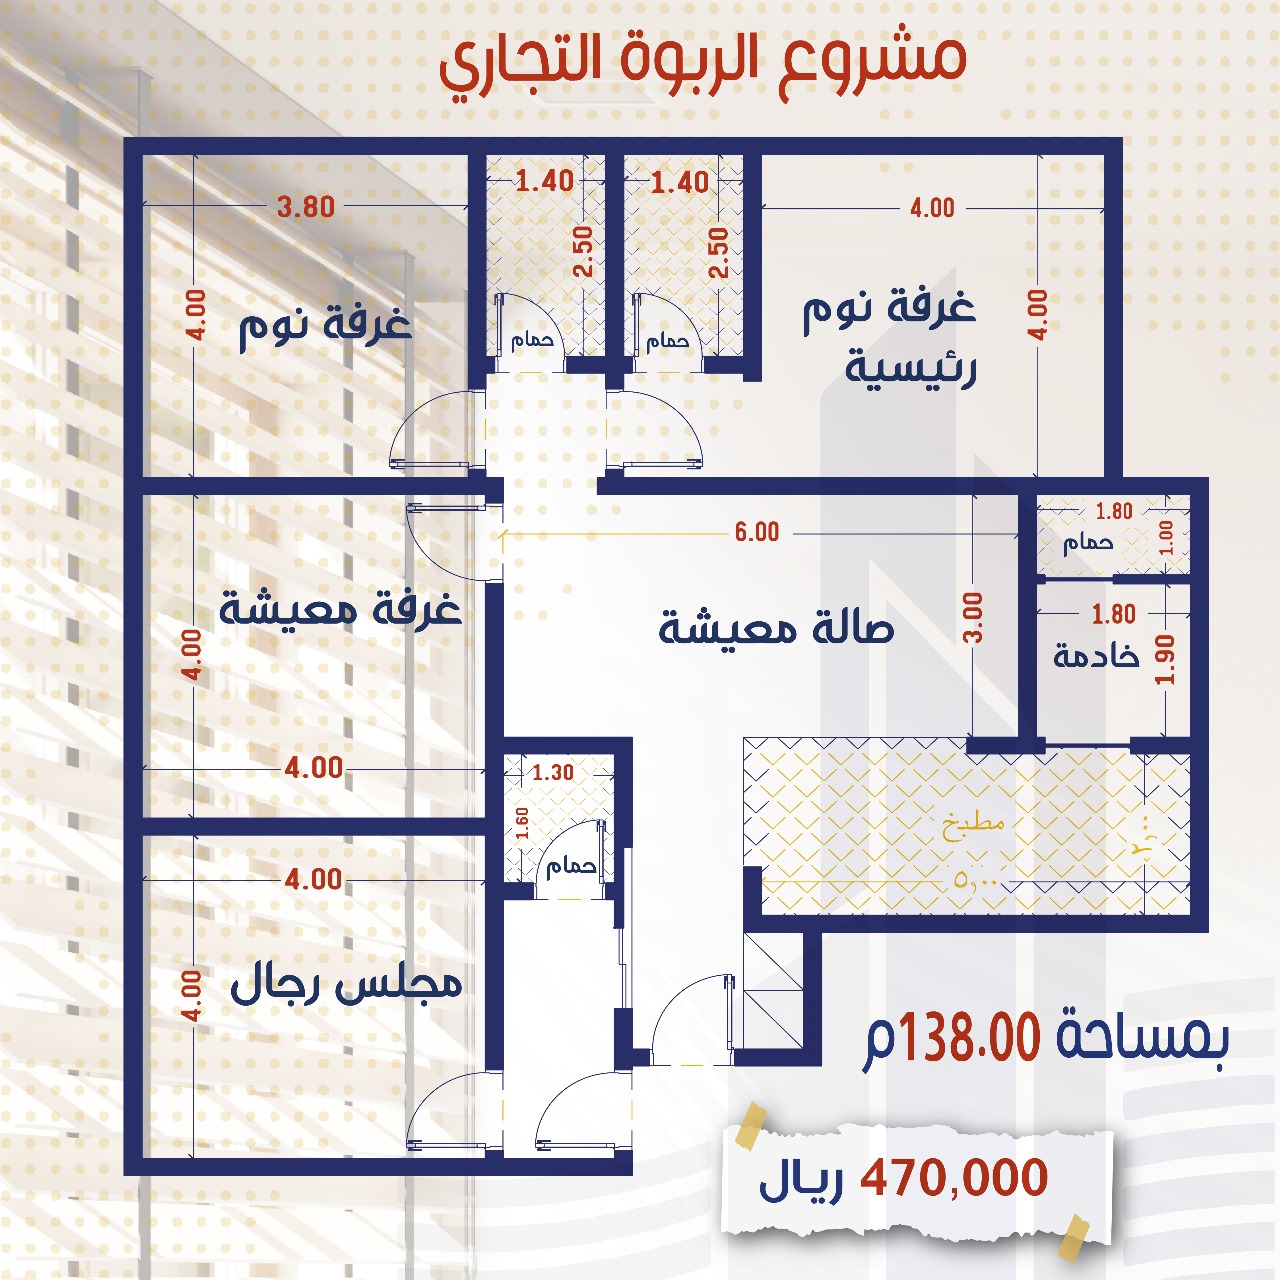 مشروع الربوة التجاري
3.80
1.40
1.40
4.00
4.00
2.50
2.50
4.00
غرفة نوم
حمام
حمام
غرفة نوم
رئيسية
6.00
1.80
1.00
حمام
غرفة معيشة
4.00
4.00
صالة معيشة
3.00
1.80
خادمة
1.90
1.30
1.60
حمام
مطبخ
٢,٠٠
٥,٠٠
4.00
مجلس رجال
4.00
بمساحة 138.00م
470,000 ريال